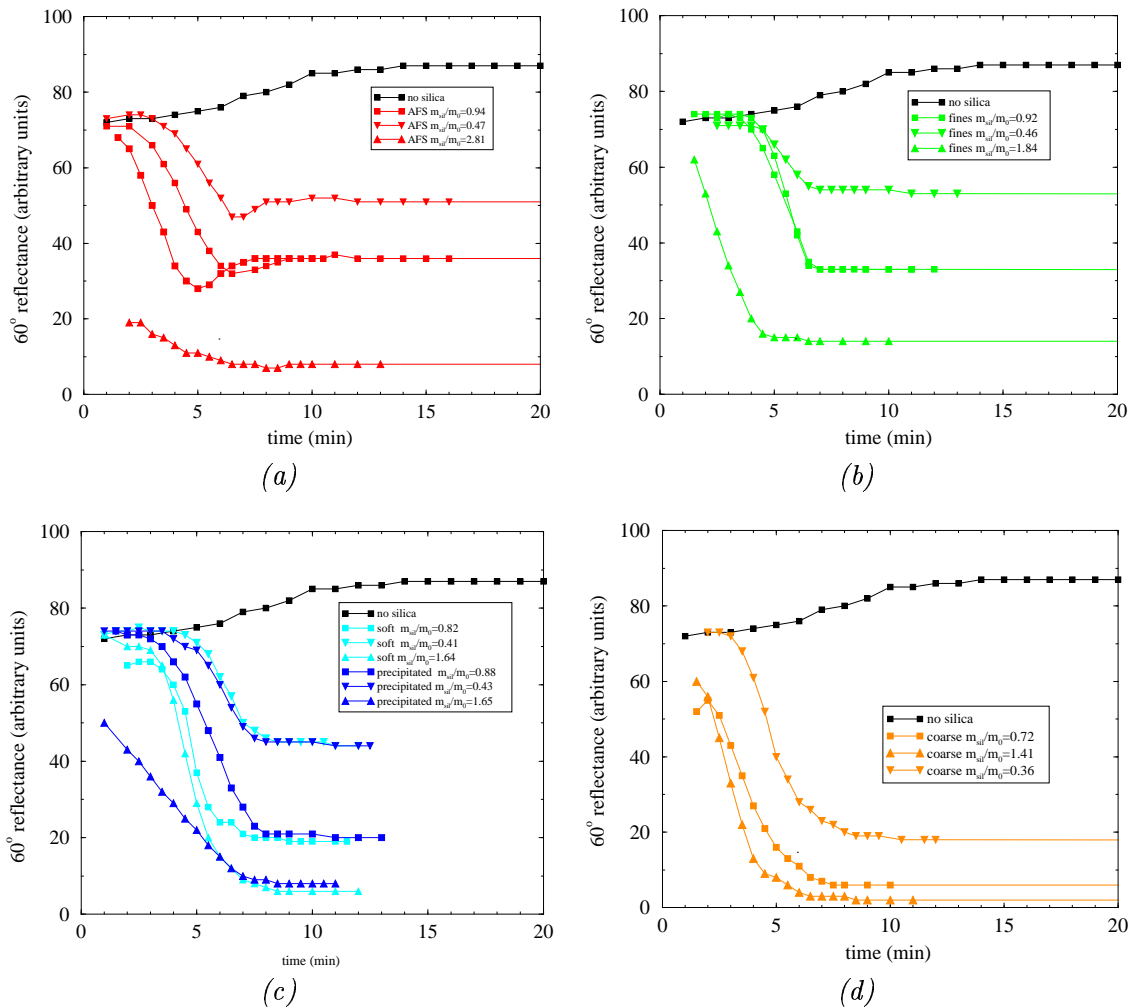 100
80
60
40
20
0
60° reflectance (arbitrary units)
no silica
AFS m_sil/m_0=0.94
AFS m_sil/m_0=0.47
AFS m_sil/m_0=2.81
0 5 10 15 20
time (min)
(a)
100
80
60
40
20
0
60° reflectance (arbitrary units)
no silica
fines m_sil/m_0=0.92
fines m_sil/m_0=0.46
fines m_sil/m_0=1.84
0 5 10 15 20
time (min)
(b)
100
80
60
40
20
0
60° reflectance (arbitrary units)
no silica
soft m_sil/m_0=0.82
soft m_sil/m_0=0.41
soft m_sil/m_0=1.64
precipitated m_sil/m_0=0.88
precipitated m_sil/m_0=0.43
precipitated m_sil/m_0=1.65
0 5 10 15 20
time (min)
(c)
100
80
60
40
20
0
60° reflectance (arbitrary units)
no silica
coarse m_sil/m_0=0.72
coarse m_sil/m_0=1.41
coarse m_sil/m_0=0.36
0 5 10 15 20
time (min)
(d)